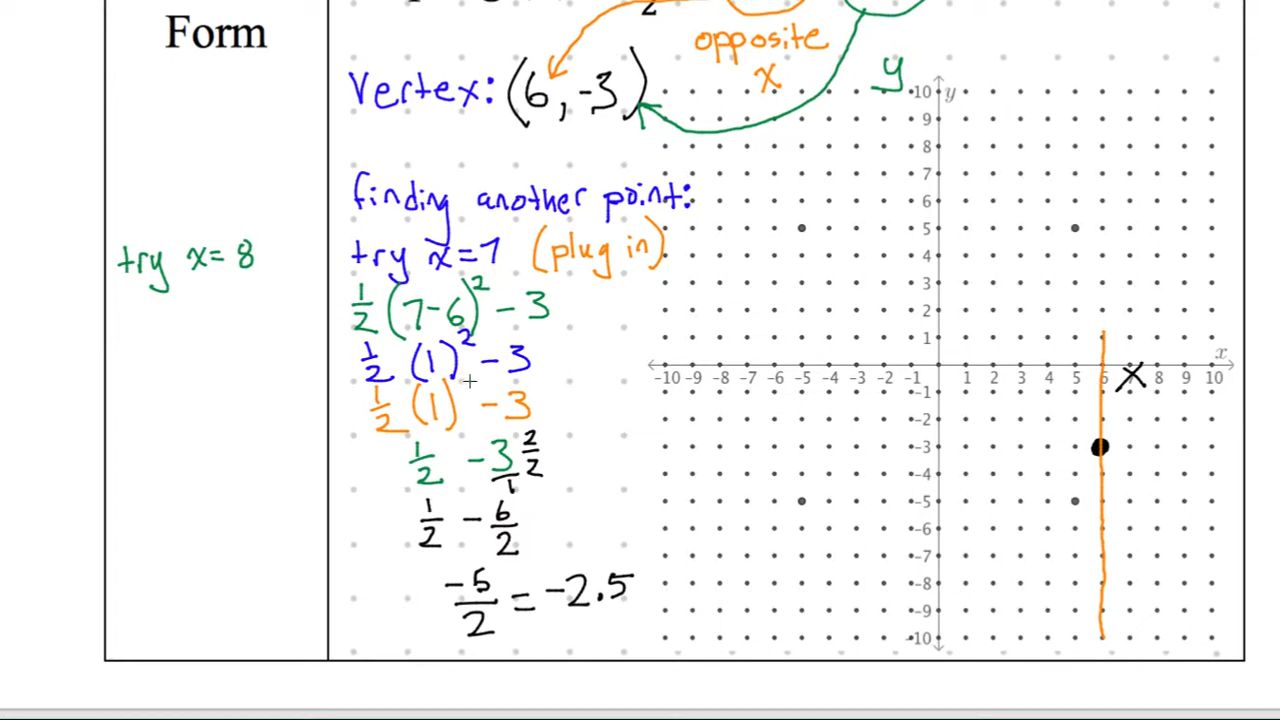 Form
2
opposite
x
y
Vertex: (6, -3)
finding another point:
try x=8
try x=7 (plug in)
1/2 (7-6)² - 3
1/2 (1)² - 3
1/2 (1) - 3
1/2 - 3/1 2/2
1/2 - 6/2
-5/2 = -2.5
y
10
9
8
7
6
5
4
3
2
1
-10 -9 -8 -7 -6 -5 -4 -3 -2 -1 1 2 3 4 5 6 7 8 9 10 x
X
-1
-2
-3
-4
-5
-6
-7
-8
-9
-10